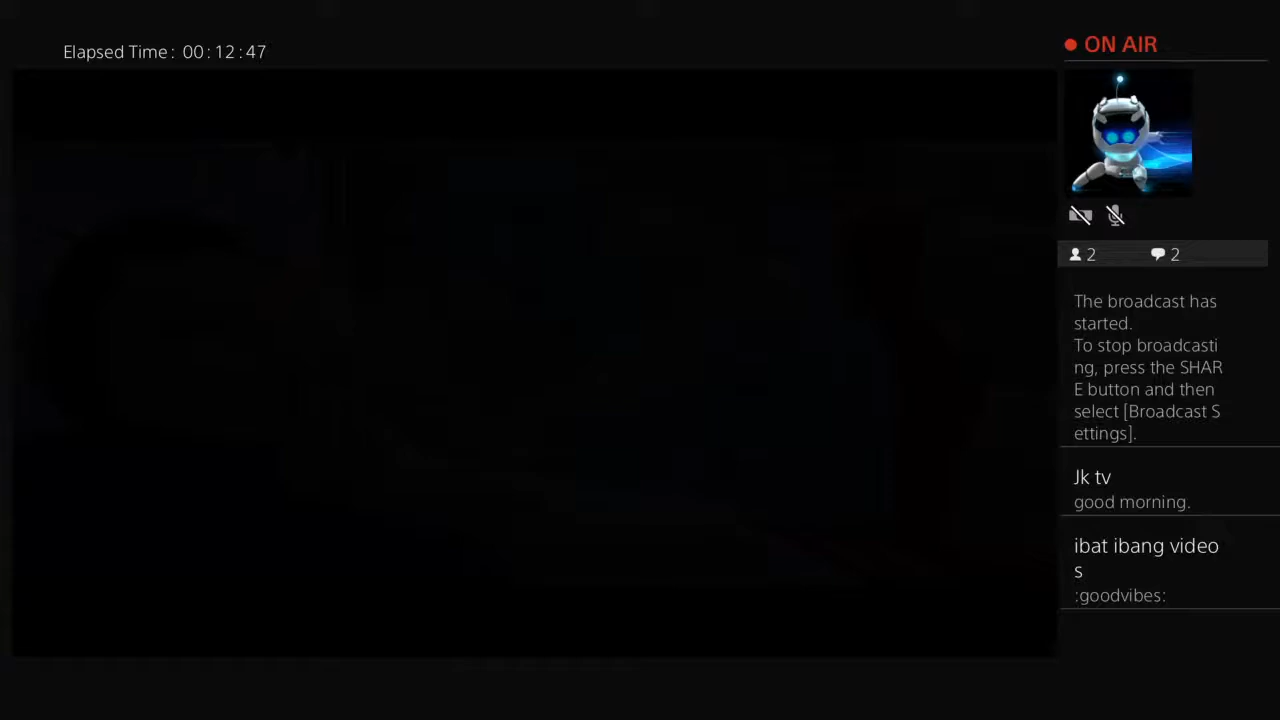 Elapsed Time: 00:12:47
ON AIR
2
2
The broadcast has
started.
To stop broadcasti
ng, press the SHAR
E button and then
select [Broadcast S
ettings].
Jk tv
good morning.
ibat ibang video
s
:goodvibes: